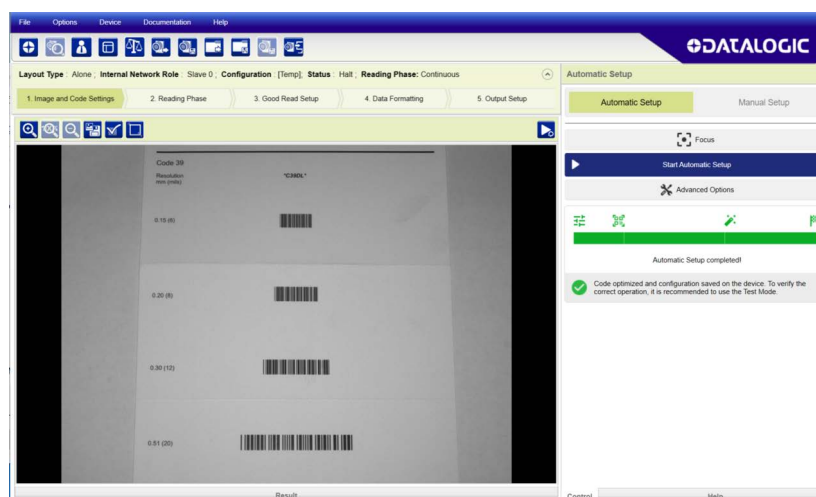 File Options Device Documentation Help
DATALOGIC
Layout Type : Alone ; Internal Network Role : Slave 0 ; Configuration : [Temp]; Status : Halt ; Reading Phase: Continuous
Automatic Setup
1. Image and Code Settings 2. Reading Phase 3. Good Read Setup 4. Data Formatting 5. Output Setup
Automatic Setup Manual Setup
Focus
Start Automatic Setup
Advanced Options
Automatic Setup completed!
Code optimized and configuration saved on the device. To verify the
correct operation, it is recommended to use the Test Mode.
Code 39
Resolution
mm (mils)
*C39DL*
0.15 (6)
0.20 (8)
0.30 (12)
0.51 (20)
Result
Control Help